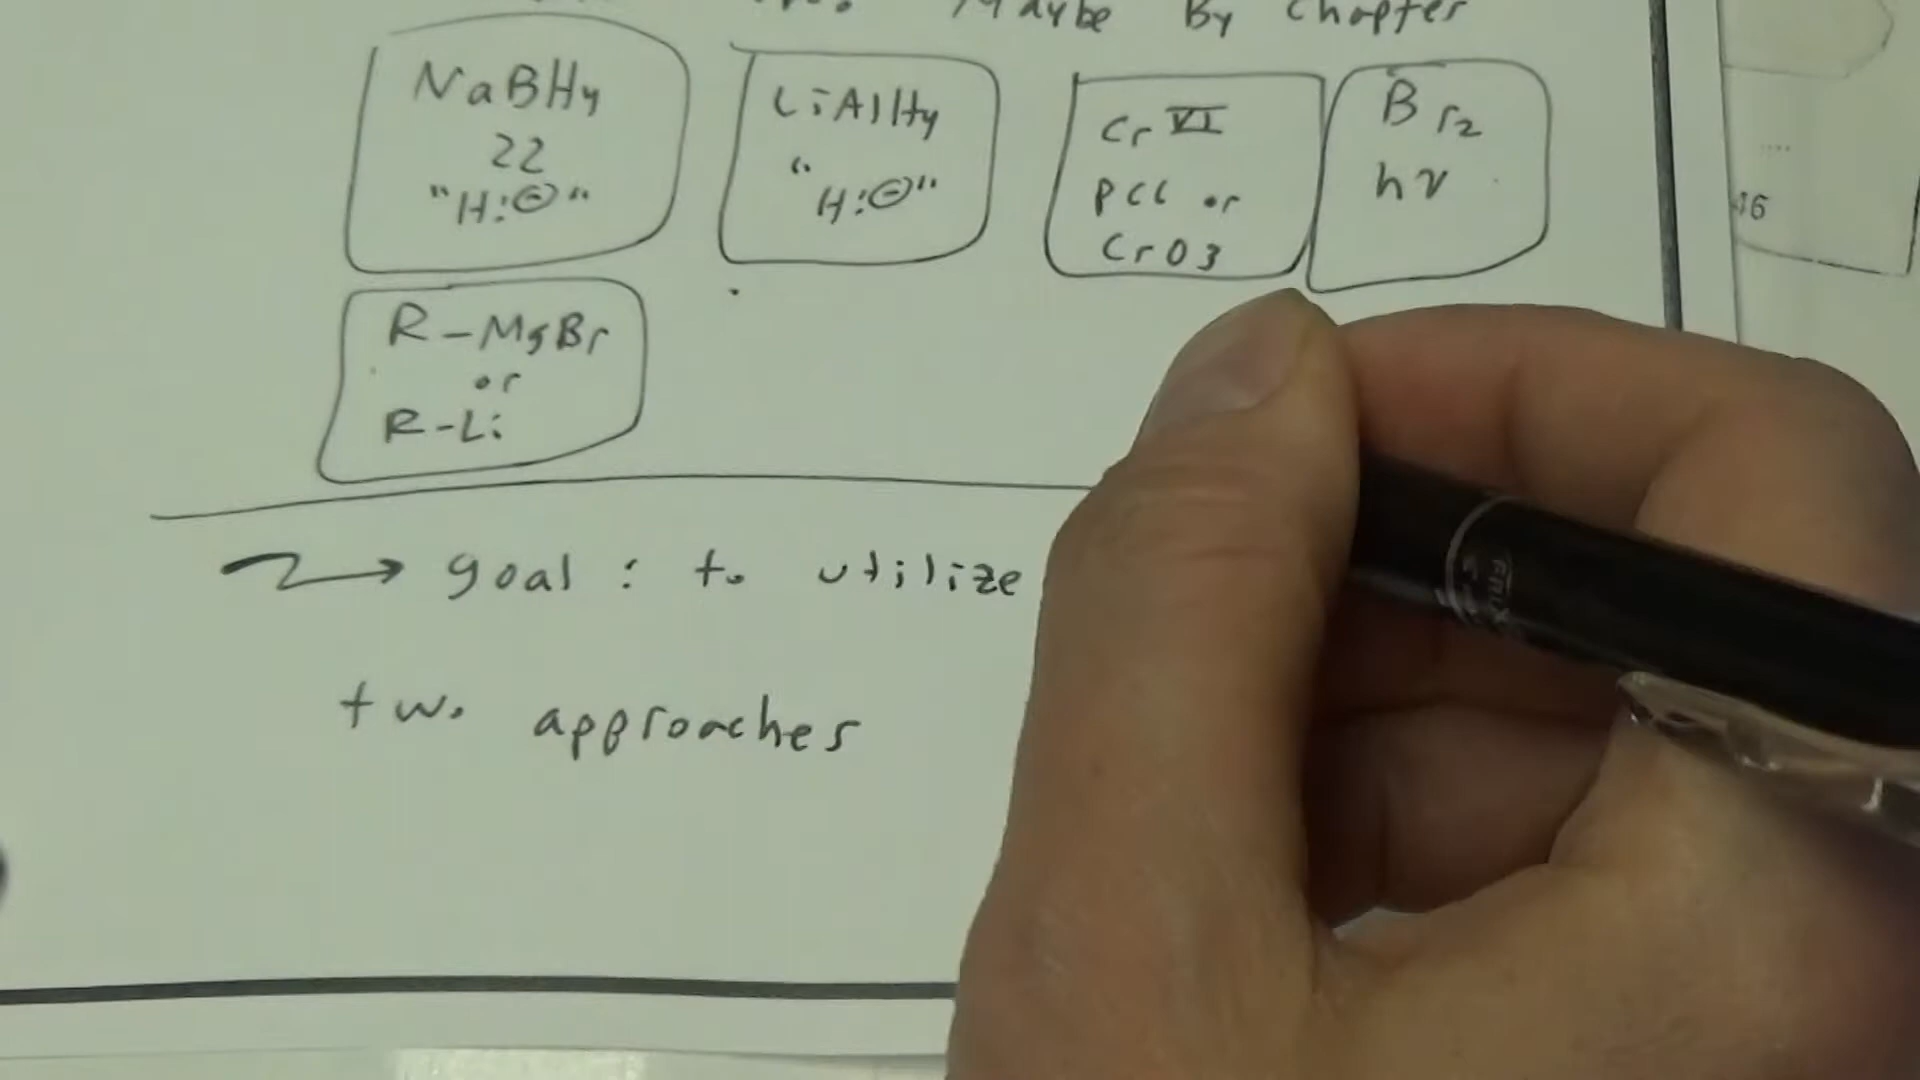 Maybe By Chapter
NaBH4
22
"H:⊖"
LiAlH4
"H:⊖"
Cr VI
PCC or
CrO3
Br2
hν
R-MgBr
or
R-Li
goal : to utilize
two approaches
46